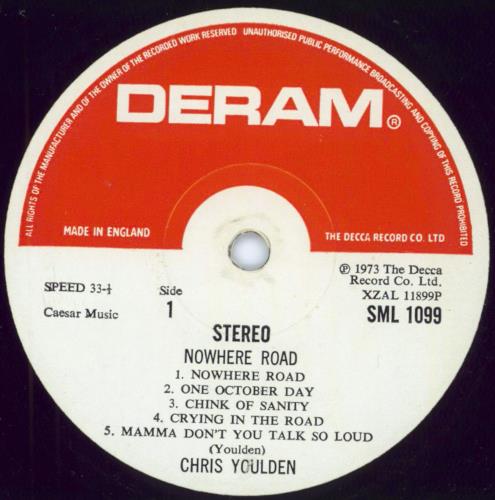 ALL RIGHTS OF THE MANUFACTURER AND OF THE OWNER OF THE RECORDED WORK RESERVED UNAUTHORISED PUBLIC PERFORMANCE BROADCASTING AND COPYING OF THIS RECORD PROHIBITED
DERAM®
MADE IN ENGLAND
THE DECCA RECORD CO. LTD
SPEED 33-⅓
Side
1
Caesar Music
℗ 1973 The Decca
Record Co. Ltd.
XZAL 11899P
SML 1099
STEREO
NOWHERE ROAD
1. NOWHERE ROAD
2. ONE OCTOBER DAY
3. CHINK OF SANITY
4. CRYING IN THE ROAD
5. MAMMA DON'T YOU TALK SO LOUD
(Youlden)
CHRIS YOULDEN